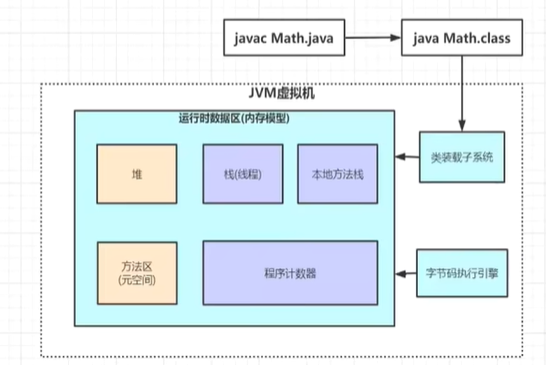 javac Math.java
java Math.class
JVM虚拟机
运行时数据区(内存模型)
堆
栈(线程)
本地方法栈
类装载子系统
方法区
(元空间)
程序计数器
字节码执行引擎